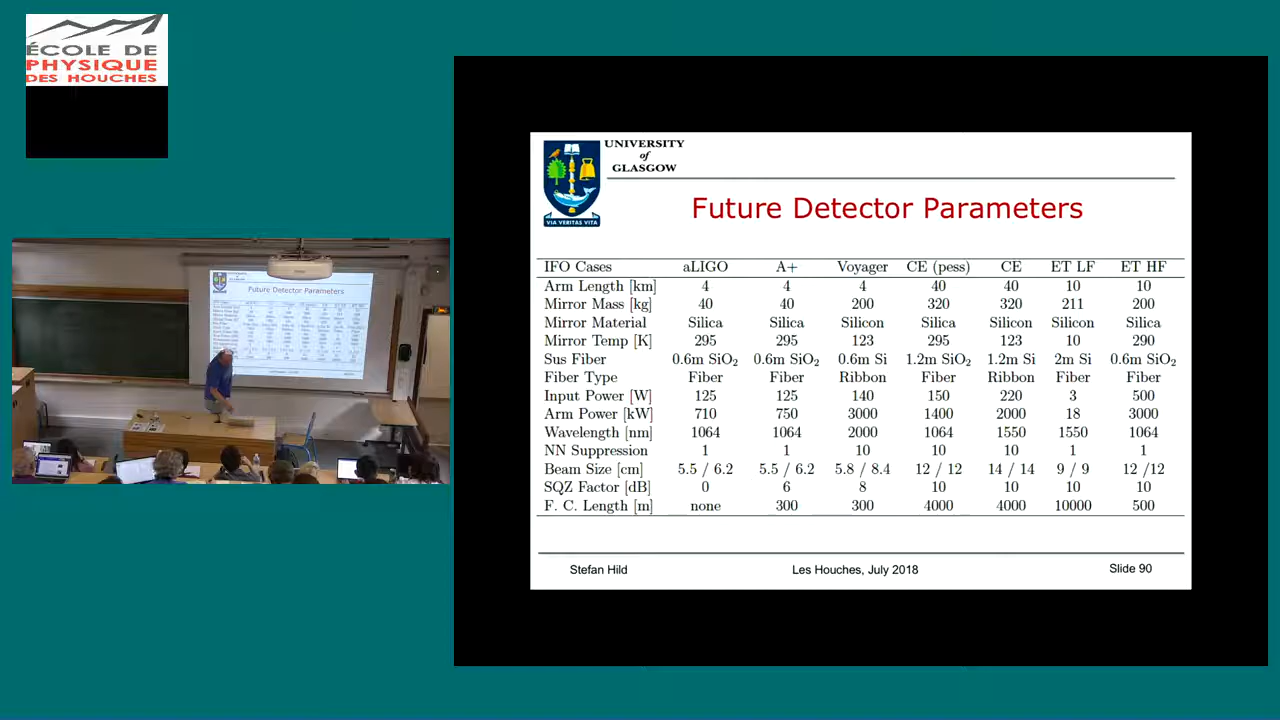 ÉCOLE DE
PHYSIQUE
DES HOUCHES
UNIVERSITY
of
GLASGOW
VIA VERITAS VITA
Future Detector Parameters
IFO Cases aLIGO A+ Voyager CE (pess) CE ET LF ET HF
Arm Length [km] 4 4 4 40 40 10 10
Mirror Mass [kg] 40 40 200 320 320 211 200
Mirror Material Silica Silica Silicon Silica Silicon Silicon Silica
Mirror Temp [K] 295 295 123 295 123 10 290
Sus Fiber 0.6m SiO₂ 0.6m SiO₂ 0.6m Si 1.2m SiO₂ 1.2m Si 2m Si 0.6m SiO₂
Fiber Type Fiber Fiber Ribbon Fiber Ribbon Fiber Fiber
Input Power [W] 125 125 140 150 220 3 500
Arm Power [kW] 710 750 3000 1400 2000 18 3000
Wavelength [nm] 1064 1064 2000 1064 1550 1550 1064
NN Suppression 1 1 10 10 10 1 1
Beam Size [cm] 5.5 / 6.2 5.5 / 6.2 5.8 / 8.4 12 / 12 14 / 14 9 / 9 12 /12
SQZ Factor [dB] 0 6 8 10 10 10 10
F. C. Length [m] none 300 300 4000 4000 10000 500
Stefan Hild Les Houches, July 2018 Slide 90
Future Detector Parameters